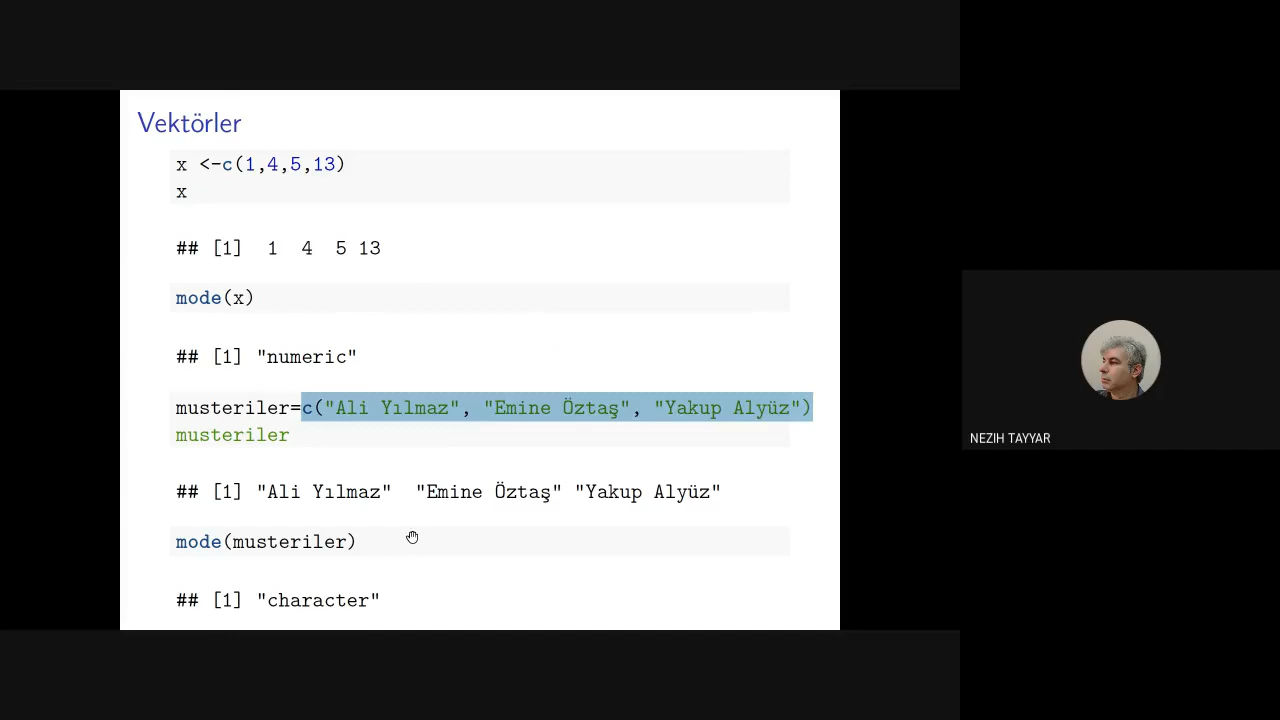 Vektörler
x <-c(1,4,5,13)
x
## [1]  1  4  5 13
mode(x)
## [1] "numeric"
musteriler=c("Ali Yılmaz", "Emine Öztaş", "Yakup Alyüz")
musteriler
## [1] "Ali Yılmaz"  "Emine Öztaş" "Yakup Alyüz"
mode(musteriler)
## [1] "character"
NEZIH TAYYAR